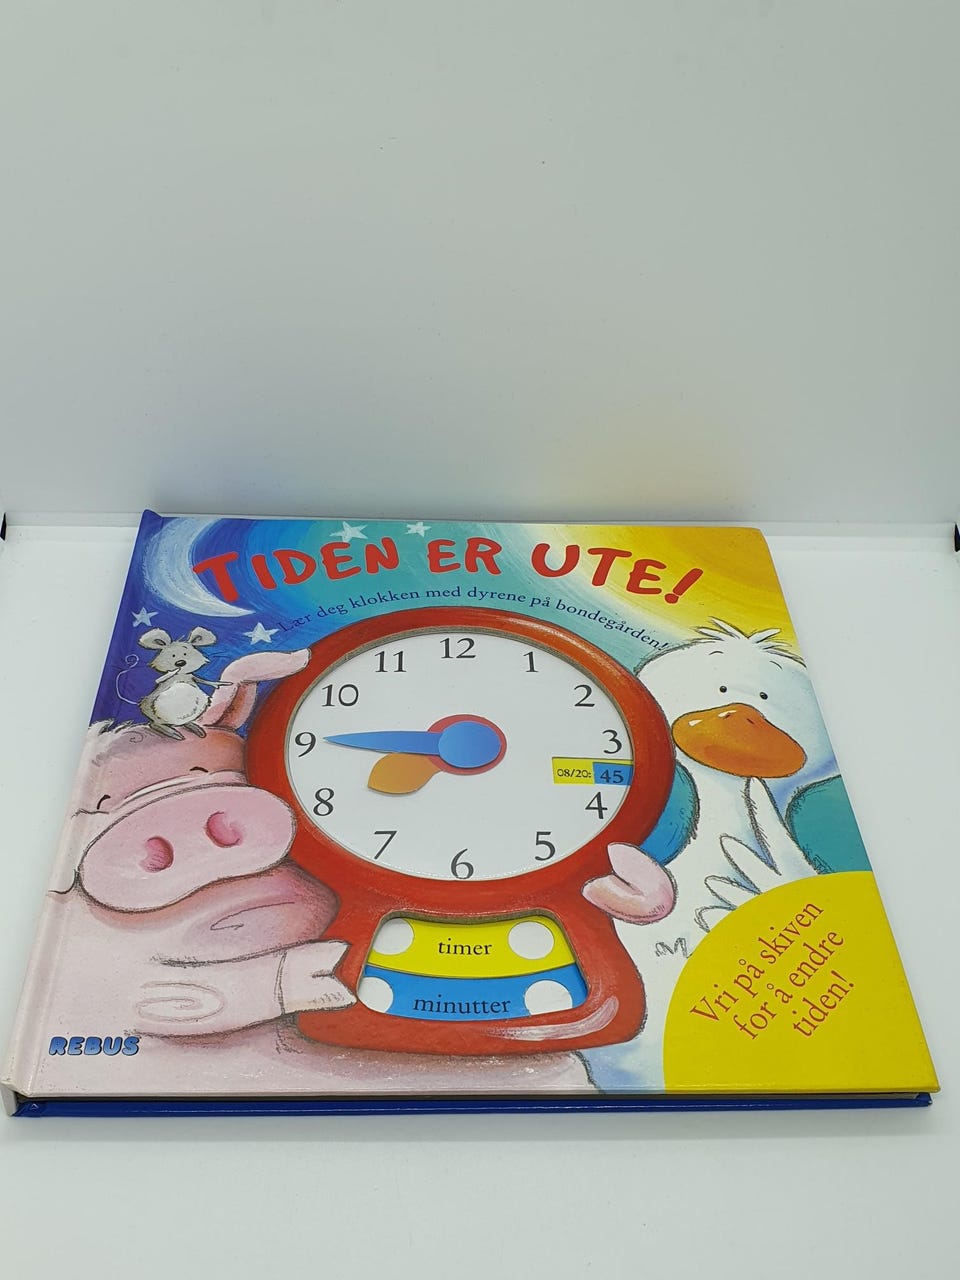 TIDEN ER UTE!
Lær deg klokken med dyrene på bondegården!
12
11
1
10
2
9
3
08/20: 45
8
4
7
5
6
timer
minutter
Vri på skiven
for å endre
tiden!
REBUS